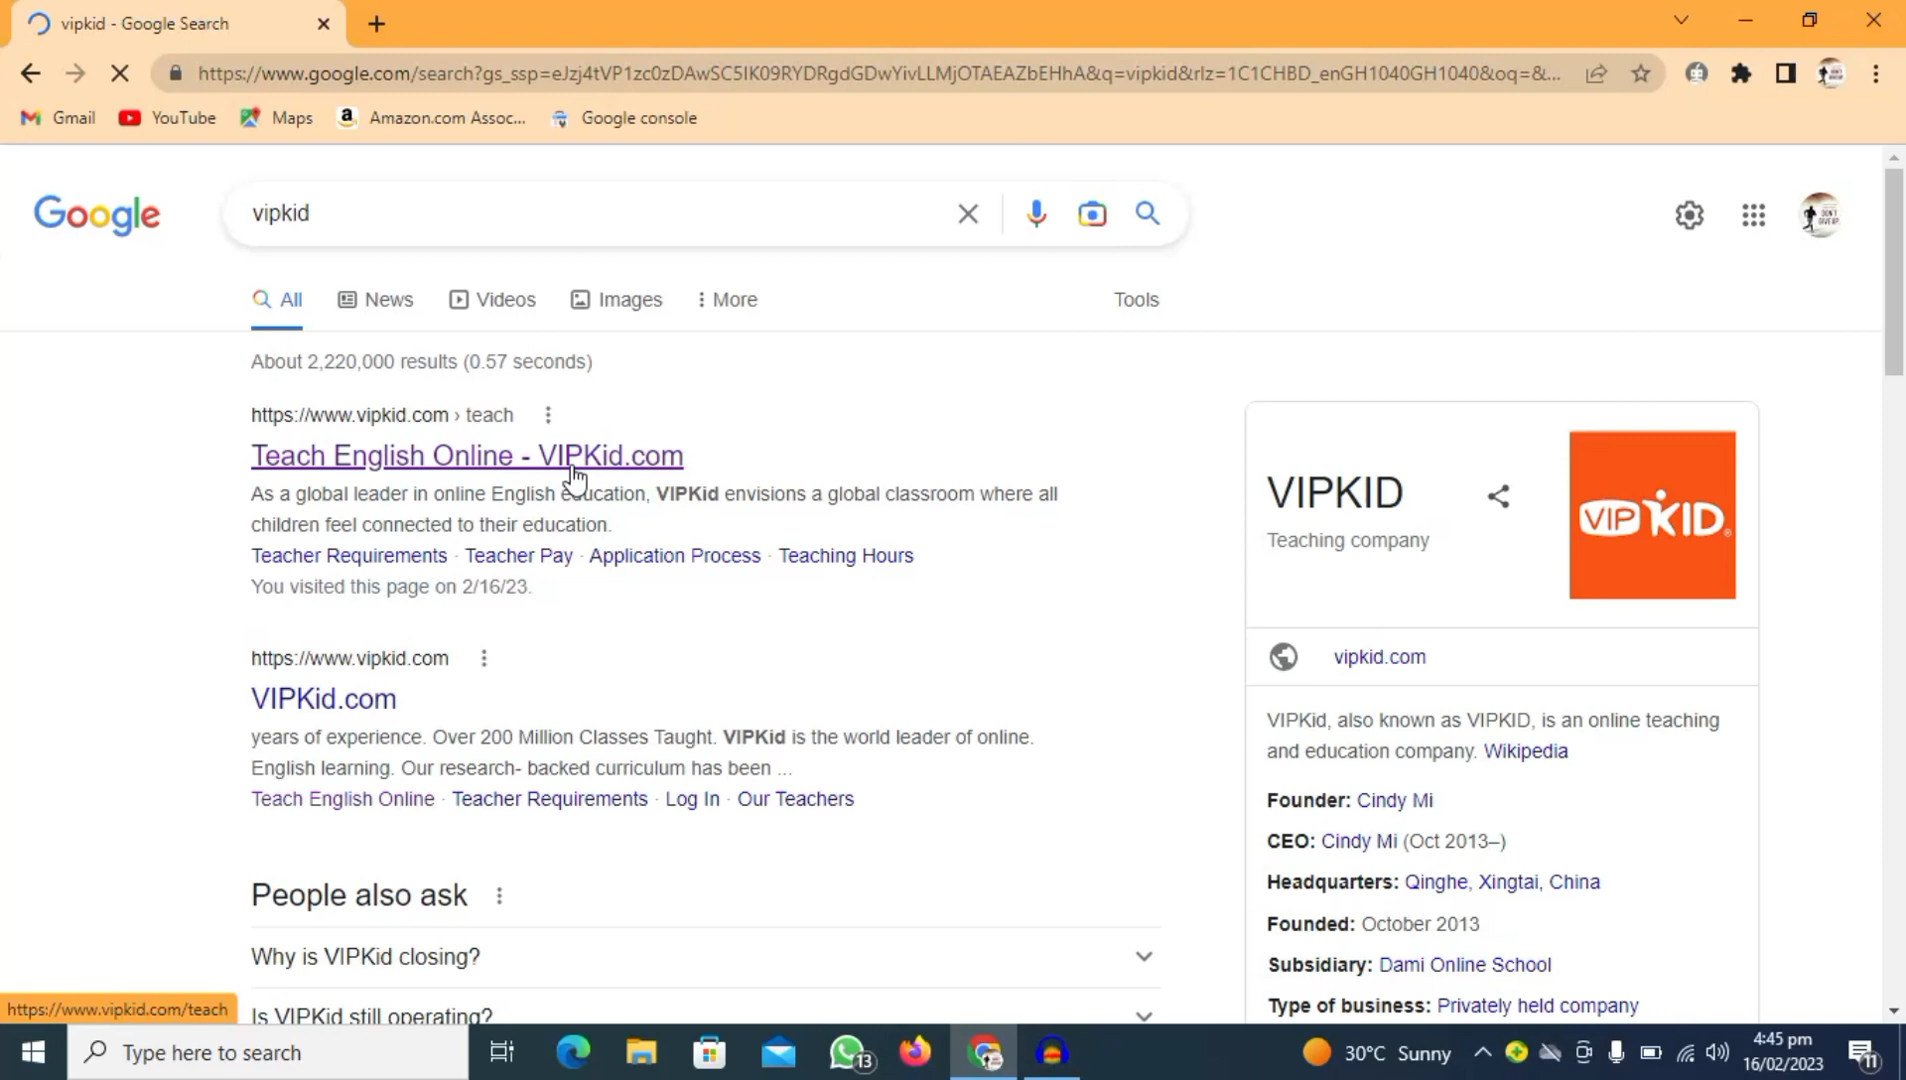 vipkid - Google Search
https://www.google.com/search?gs_ssp=eJzj4tVP1zc0zDAwSC5IK09RYDRgdGDwYivLLMjOTAEAZbEHhA&q=vipkid&rlz=1C1CHBD_enGH1040GH1040&oq=&...
Gmail YouTube Maps Amazon.com Assoc... Google console
Google vipkid
DON'T GIVE UP
All News Videos Images More Tools
About 2,220,000 results (0.57 seconds)
https://www.vipkid.com › teach
Teach English Online - VIPKid.com
As a global leader in online English education, VIPKid envisions a global classroom where all
children feel connected to their education.
Teacher Requirements · Teacher Pay · Application Process · Teaching Hours
You visited this page on 2/16/23.
https://www.vipkid.com
VIPKid.com
years of experience. Over 200 Million Classes Taught. VIPKid is the world leader of online.
English learning. Our research- backed curriculum has been ...
Teach English Online · Teacher Requirements · Log In · Our Teachers
People also ask
Why is VIPKid closing?
Is VIPKid still operating?
VIPKID
Teaching company
VIP KID
vipkid.com
VIPKid, also known as VIPKID, is an online teaching
and education company. Wikipedia
Founder: Cindy Mi
CEO: Cindy Mi (Oct 2013–)
Headquarters: Qinghe, Xingtai, China
Founded: October 2013
Subsidiary: Dami Online School
Type of business: Privately held company
https://www.vipkid.com/teach
Type here to search
13
30°C Sunny
4:45 pm
16/02/2023
11